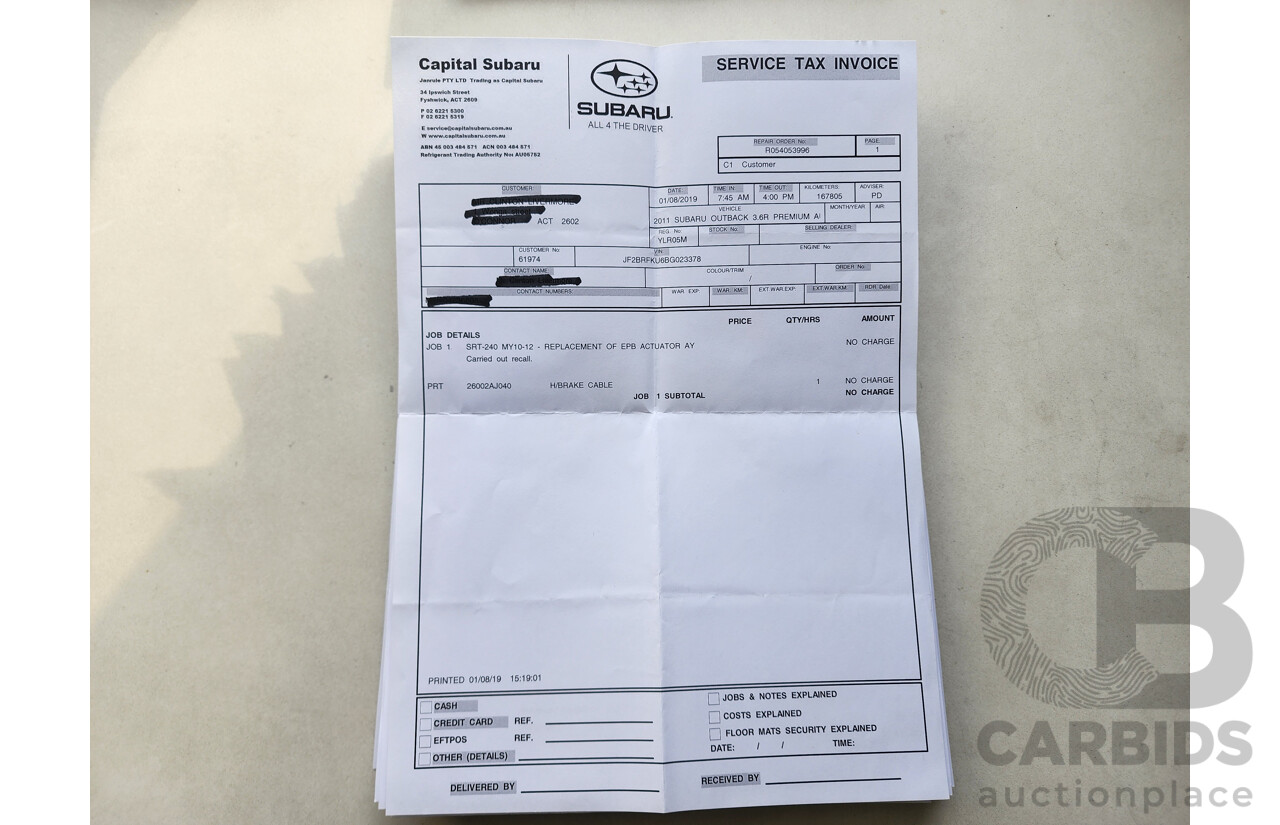 Capital Subaru
Janrule PTY LTD Trading as Capital Subaru
34 Ipswich Street
Fyshwick, ACT 2609
P 02 6221 5300
F 02 6221 5319
E service@capitalsubaru.com.au
W www.capitalsubaru.com.au
ABN 45 003 484 571 ACN 003 484 571
Refrigerant Trading Authority No: AU05752
SUBARU.
ALL 4 THE DRIVER
SERVICE TAX INVOICE
REPAIR ORDER No: PAGE:
R054053996 1
C1 Customer
CUSTOMER:
ACT 2602
DATE: TIME IN: TIME OUT: KILOMETERS: ADVISER:
01/08/2019 7:45 AM 4:00 PM 167805 PD
VEHICLE MONTH/YEAR AIR:
2011 SUBARU OUTBACK 3.6R PREMIUM AU
REG. No: STOCK No: SELLING DEALER:
YLR05M
CUSTOMER No: VIN: ENGINE No:
61974 JF2BRFKU6BG023378
CONTACT NAME COLOUR/TRIM ORDER No:
/
CONTACT NUMBERS: WAR. EXP: WAR. KM: EXT.WAR.EXP: EXT.WAR.KM: RDR Date:
PRICE QTY/HRS AMOUNT
JOB DETAILS
JOB 1 SRT-240 MY10-12 - REPLACEMENT OF EPB ACTUATOR AY NO CHARGE
Carried out recall.
PRT 26002AJ040 H/BRAKE CABLE 1 NO CHARGE
JOB 1 SUBTOTAL NO CHARGE
PRINTED 01/08/19 15:19:01
CASH
CREDIT CARD REF.
EFTPOS REF.
OTHER (DETAILS)
JOBS & NOTES EXPLAINED
COSTS EXPLAINED
FLOOR MATS SECURITY EXPLAINED
DATE: / / TIME:
DELIVERED BY
RECEIVED BY
CARBIDS
auctionplace